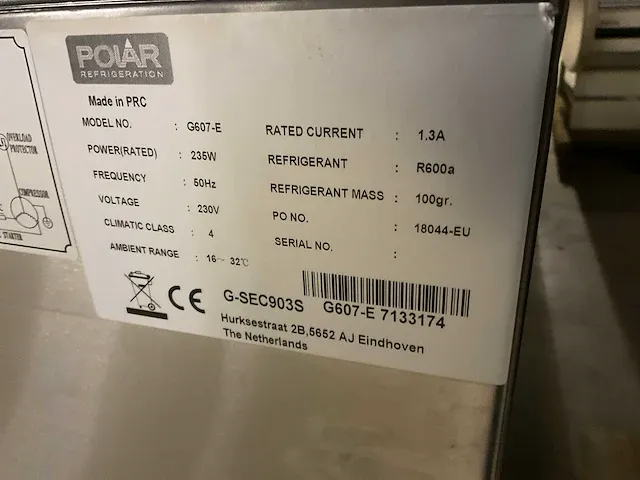 POLAR
REFRIGERATION
Made in PRC
MODEL NO. : G607-E
POWER(RATED) : 235W
FREQUENCY : 50Hz
VOLTAGE : 230V
CLIMATIC CLASS : 4
AMBIENT RANGE : 16~ 32℃
RATED CURRENT : 1.3A
REFRIGERANT : R600a
REFRIGERANT MASS : 100gr.
PO NO. : 18044-EU
SERIAL NO. :
CE G-SEC903S G607-E 7133174
Hurksestraat 2B,5652 AJ Eindhoven
The Netherlands
OVERLOAD
PROTECTOR
COMPRESSOR
STARTER